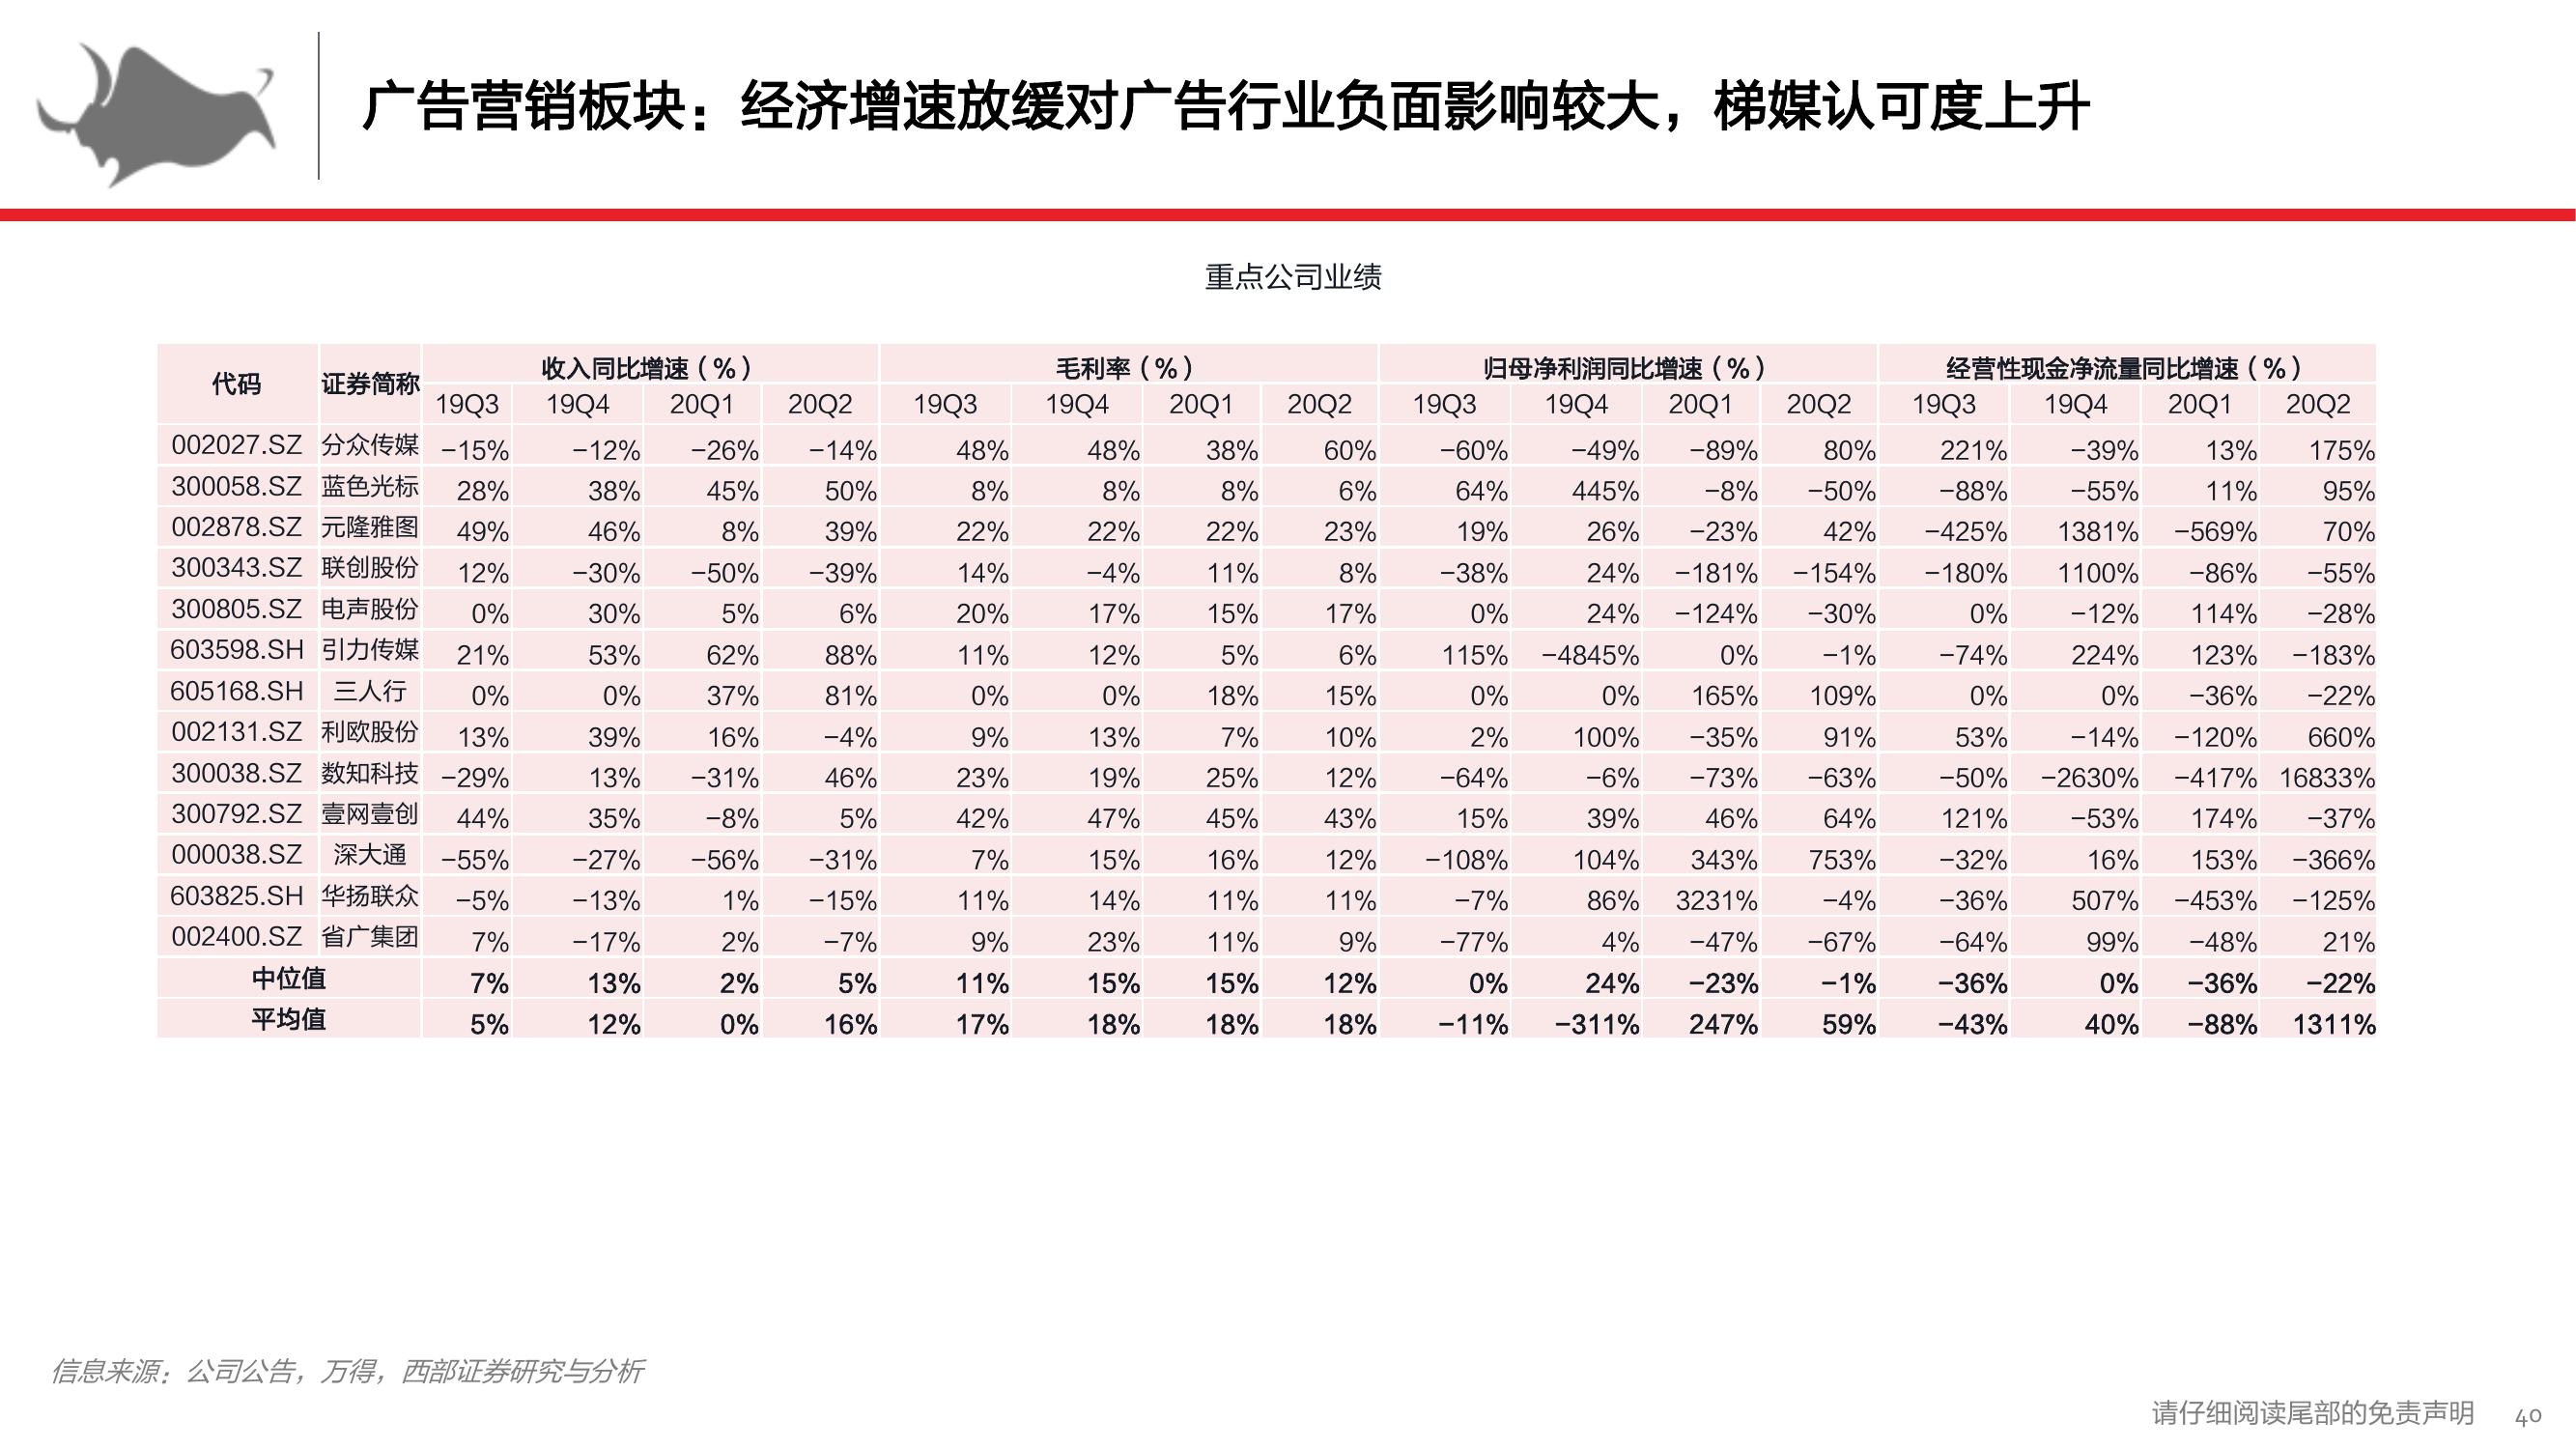 广告营销板块：经济增速放缓对广告行业负面影响较大，梯媒认可度上升
重点公司业绩
代码 证券简称 收入同比增速（%） 毛利率（%） 归母净利润同比增速（%） 经营性现金净流量同比增速（%）
19Q3 19Q4 20Q1 20Q2 19Q3 19Q4 20Q1 20Q2 19Q3 19Q4 20Q1 20Q2 19Q3 19Q4 20Q1 20Q2
002027.SZ 分众传媒 −15% −12% −26% −14% 48% 48% 38% 60% −60% −49% −89% 80% 221% −39% 13% 175%
300058.SZ 蓝色光标 28% 38% 45% 50% 8% 8% 8% 6% 64% 445% −8% −50% −88% −55% 11% 95%
002878.SZ 元隆雅图 49% 46% 8% 39% 22% 22% 22% 23% 19% 26% −23% 42% −425% 1381% −569% 70%
300343.SZ 联创股份 12% −30% −50% −39% 14% −4% 11% 8% −38% 24% −181% −154% −180% 1100% −86% −55%
300805.SZ 电声股份 0% 30% 5% 6% 20% 17% 15% 17% 0% 24% −124% −30% 0% −12% 114% −28%
603598.SH 引力传媒 21% 53% 62% 88% 11% 12% 5% 6% 115% −4845% 0% −1% −74% 224% 123% −183%
605168.SH 三人行 0% 0% 37% 81% 0% 0% 18% 15% 0% 0% 165% 109% 0% 0% −36% −22%
002131.SZ 利欧股份 13% 39% 16% −4% 9% 13% 7% 10% 2% 100% −35% 91% 53% −14% −120% 660%
300038.SZ 数知科技 −29% 13% −31% 46% 23% 19% 25% 12% −64% −6% −73% −63% −50% −2630% −417% 16833%
300792.SZ 壹网壹创 44% 35% −8% 5% 42% 47% 45% 43% 15% 39% 46% 64% 121% −53% 174% −37%
000038.SZ 深大通 −55% −27% −56% −31% 7% 15% 16% 12% −108% 104% 343% 753% −32% 16% 153% −366%
603825.SH 华扬联众 −5% −13% 1% −15% 11% 14% 11% 11% −7% 86% 3231% −4% −36% 507% −453% −125%
002400.SZ 省广集团 7% −17% 2% −7% 9% 23% 11% 9% −77% 4% −47% −67% −64% 99% −48% 21%
中位值 7% 13% 2% 5% 11% 15% 15% 12% 0% 24% −23% −1% −36% 0% −36% −22%
平均值 5% 12% 0% 16% 17% 18% 18% 18% −11% −311% 247% 59% −43% 40% −88% 1311%
信息来源：公司公告，万得，西部证券研究与分析
请仔细阅读尾部的免责声明 40